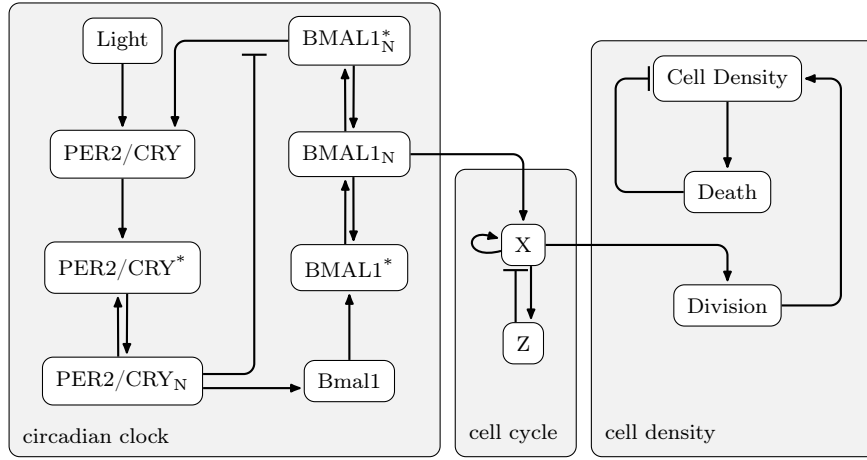 Light
BMAL1*N
PER2/CRY
BMAL1N
PER2/CRY*
BMAL1*
PER2/CRYN
Bmal1
circadian clock
X
Z
cell cycle
Cell Density
Death
Division
cell density